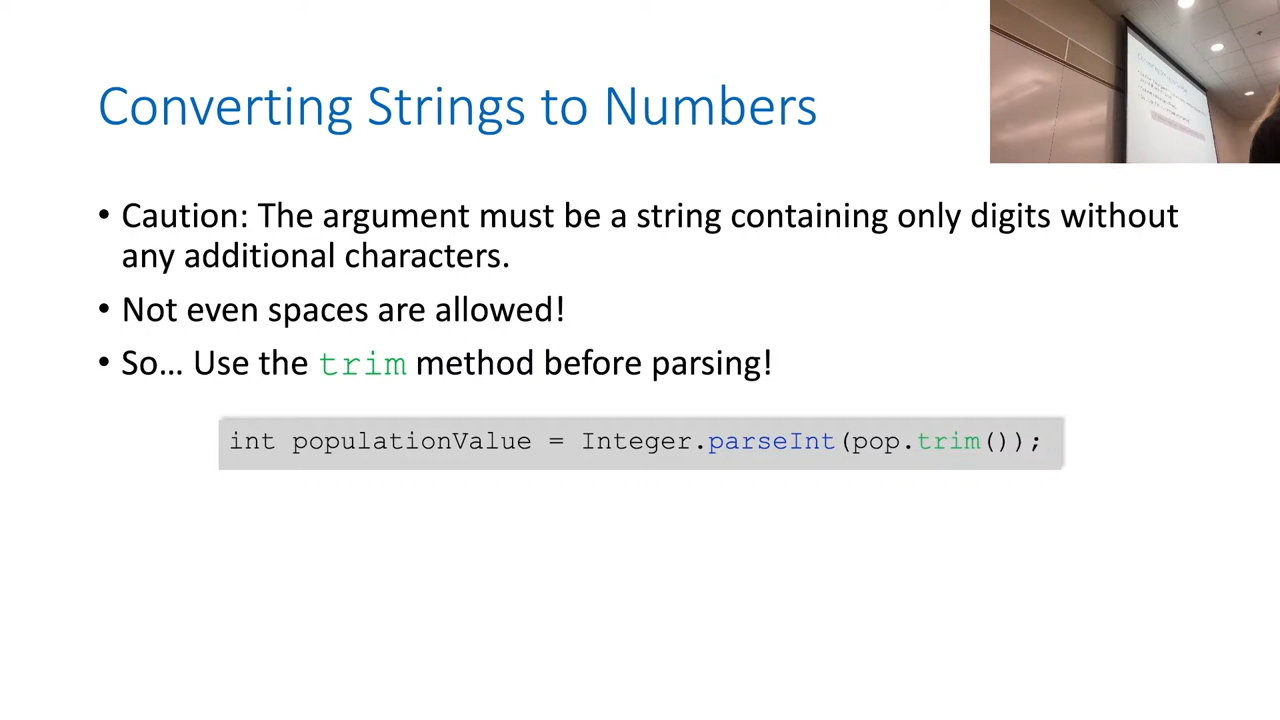 Converting Strings to Numbers
• Caution: The argument must be a string containing only digits without
any additional characters.
• Not even spaces are allowed!
• So… Use the trim method before parsing!
int populationValue = Integer.parseInt(pop.trim());